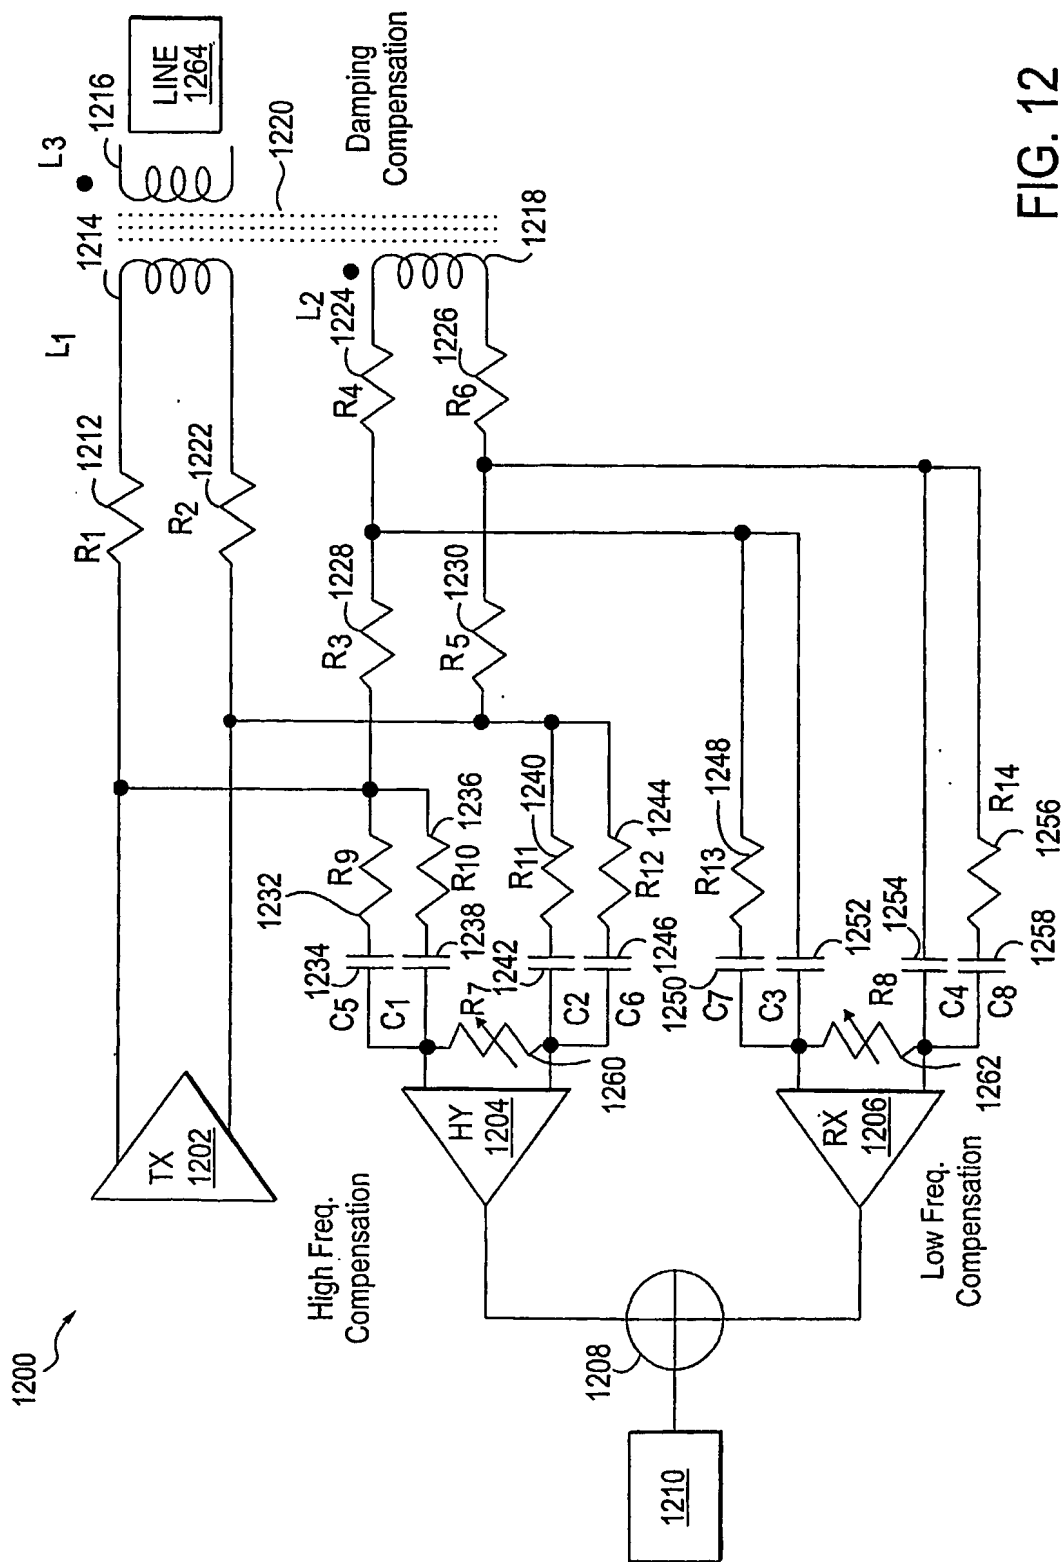 1200
TX
1202
R1
1212
L1
1214
L3
1216
LINE
1264
R2
1222
1220
High Freq.
Compensation
Damping
Compensation
L2
1224
R4
1226
R6
1218
R3
1228
R5
1230
1232
R9
1234
C5
1236
R10
1238
C1
R7
1240
R11
1242
C2
1244
R12
1246
C6
1260
HY
1204
1248
R13
1250
C7
1252
C3
R8
1254
C4
R14
1256
1258
C8
1262
RX
1206
Low Freq.
Compensation
1208
1210
FIG. 12